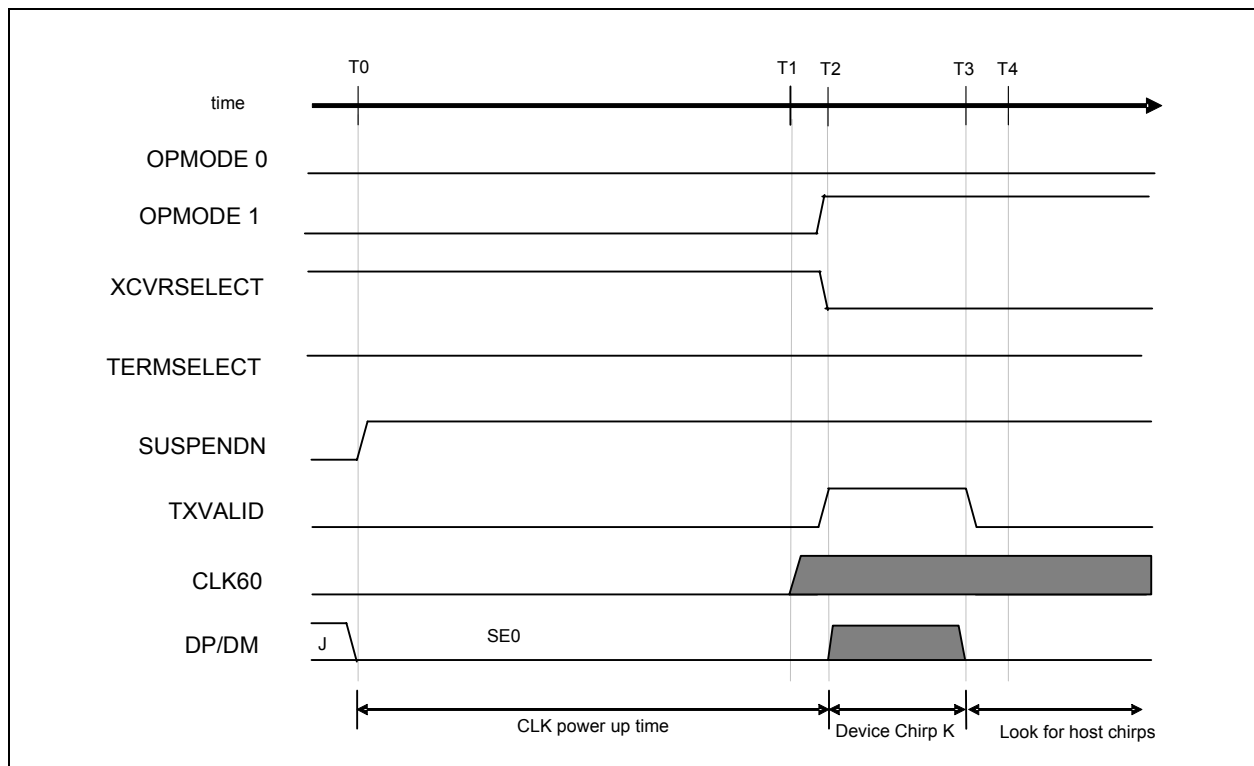 T0 T1 T2 T3 T4
time
OPMODE 0
OPMODE 1
XCVRSELECT
TERMSELECT
SUSPENDN
TXVALID
CLK60
DP/DM J SE0
CLK power up time Device Chirp K Look for host chirps